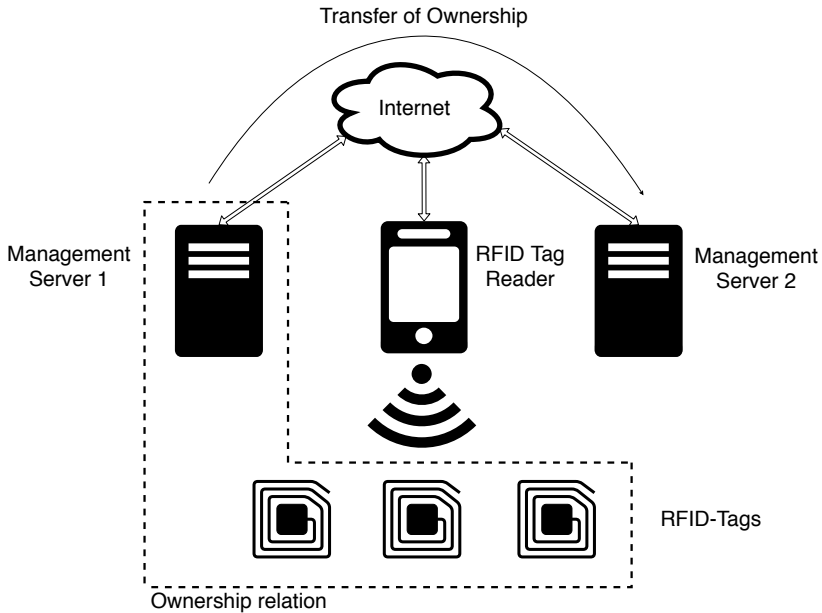 Transfer of Ownership
Internet
Management
Server 1
RFID Tag
Reader
Management
Server 2
RFID-Tags
Ownership relation